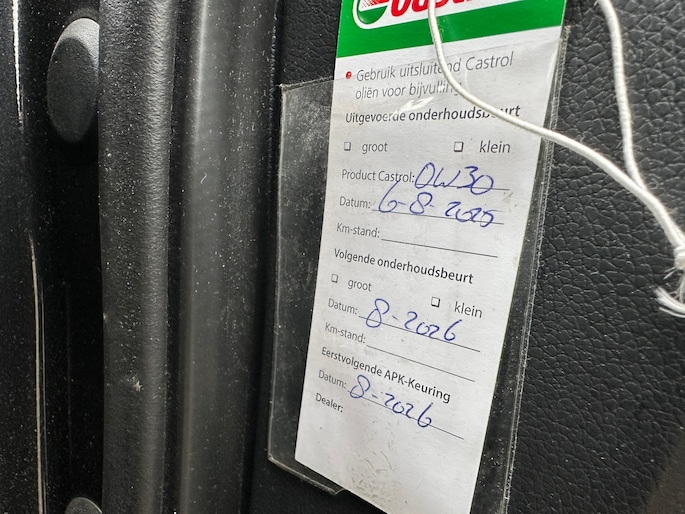 Gebruik uitsluitend Castrol
oliën voor bijvulling
Uitgevoerde onderhoudsbeurt
groot klein
Product Castrol: 0W30
Datum: 6-8-2025
Km-stand:
Volgende onderhoudsbeurt
groot klein
Datum: 8-2026
Km-stand:
Eerstvolgende APK-Keuring
Datum: 8-2026
Dealer: